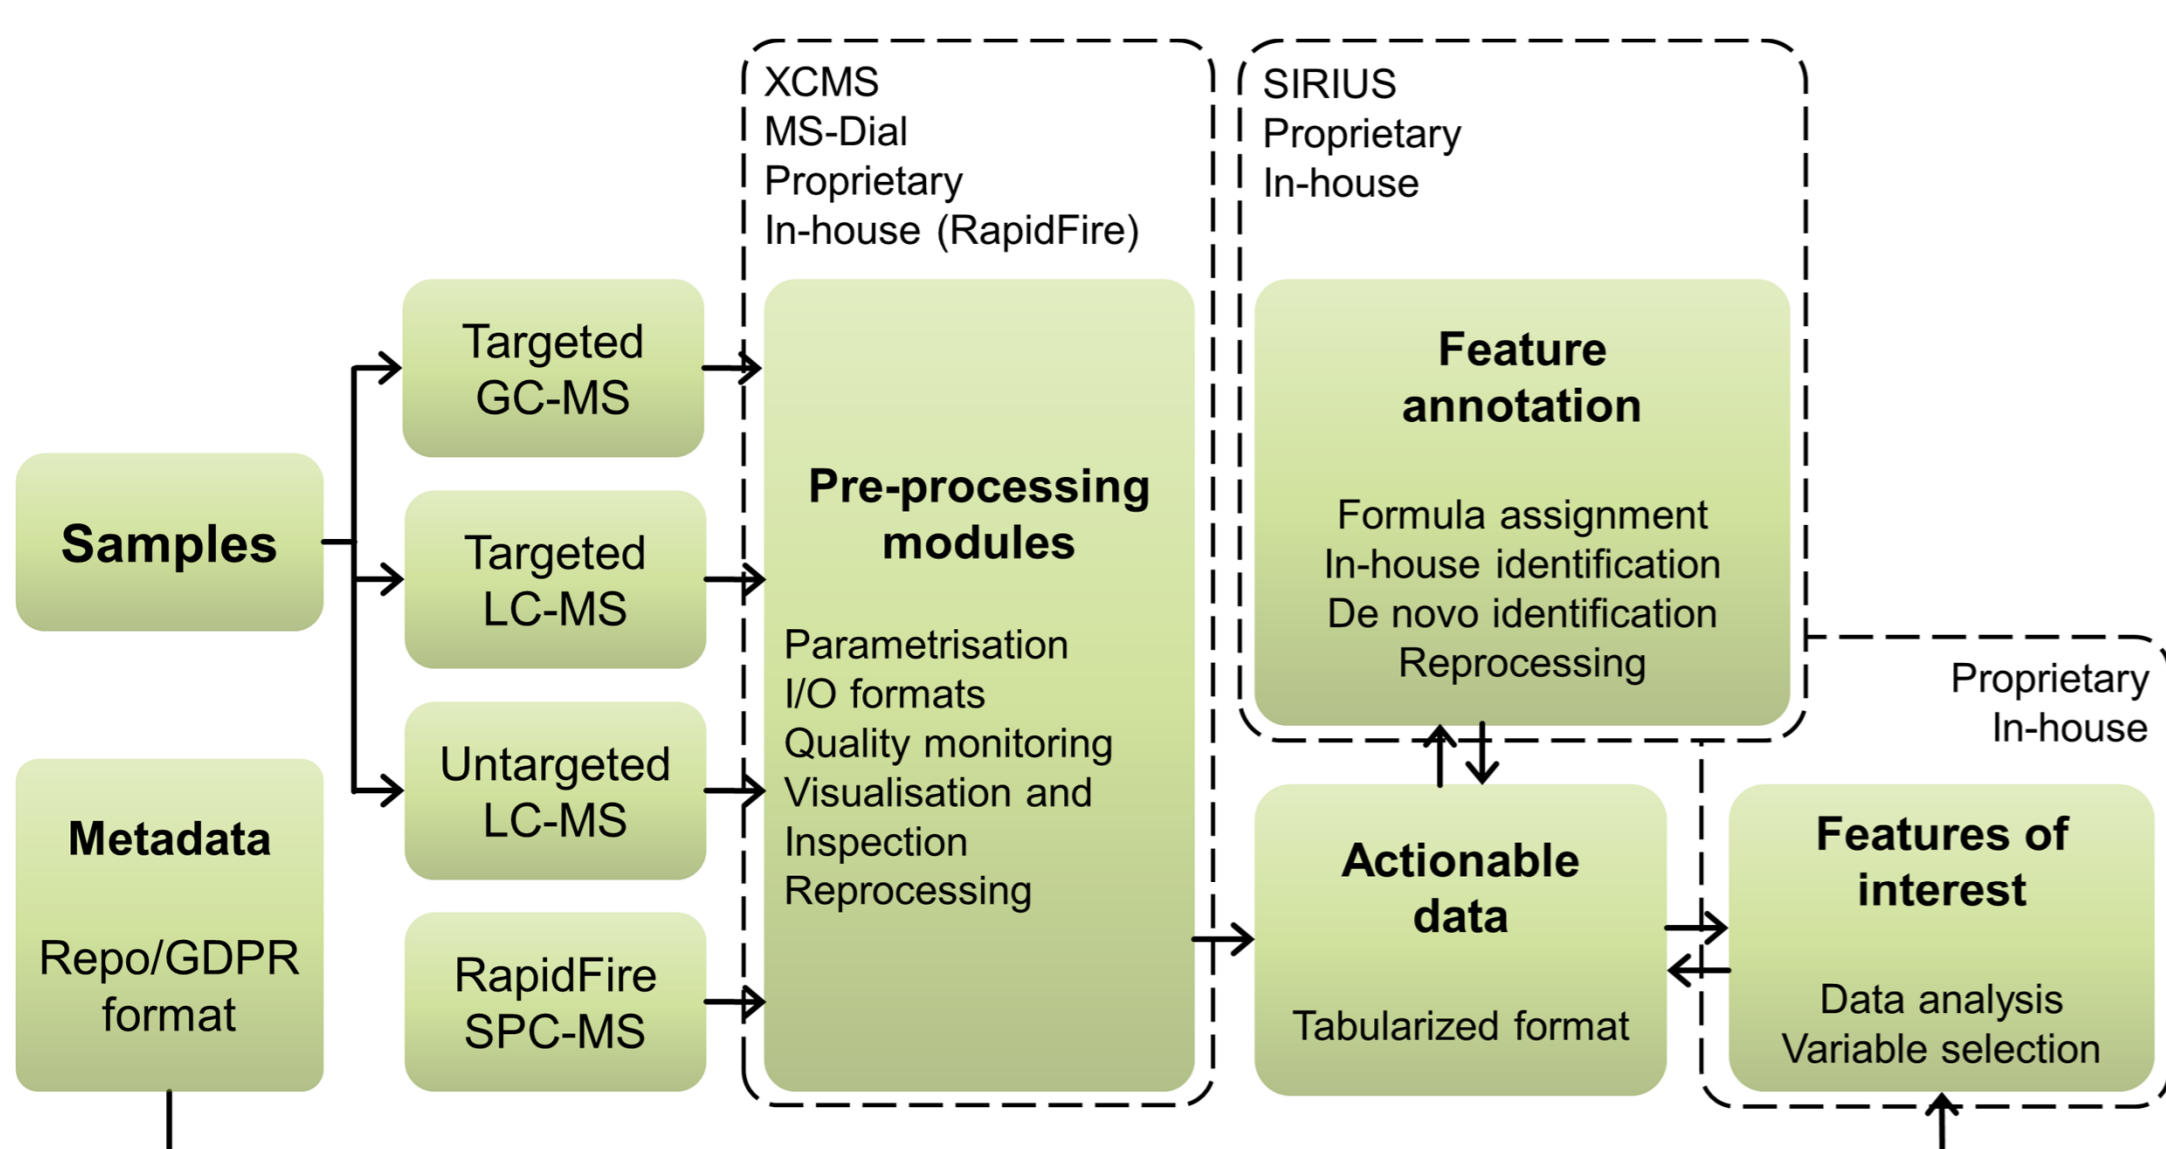 XCMS
MS-Dial
Proprietary
In-house (RapidFire)
SIRIUS
Proprietary
In-house
Samples
Metadata
Repo/GDPR
format
Targeted
GC-MS
Targeted
LC-MS
Untargeted
LC-MS
RapidFire
SPC-MS
Pre-processing
modules
Parametrisation
I/O formats
Quality monitoring
Visualisation and
Inspection
Reprocessing
Feature
annotation
Formula assignment
In-house identification
De novo identification
Reprocessing
Actionable
data
Tabularized format
Proprietary
In-house
Features of
interest
Data analysis
Variable selection